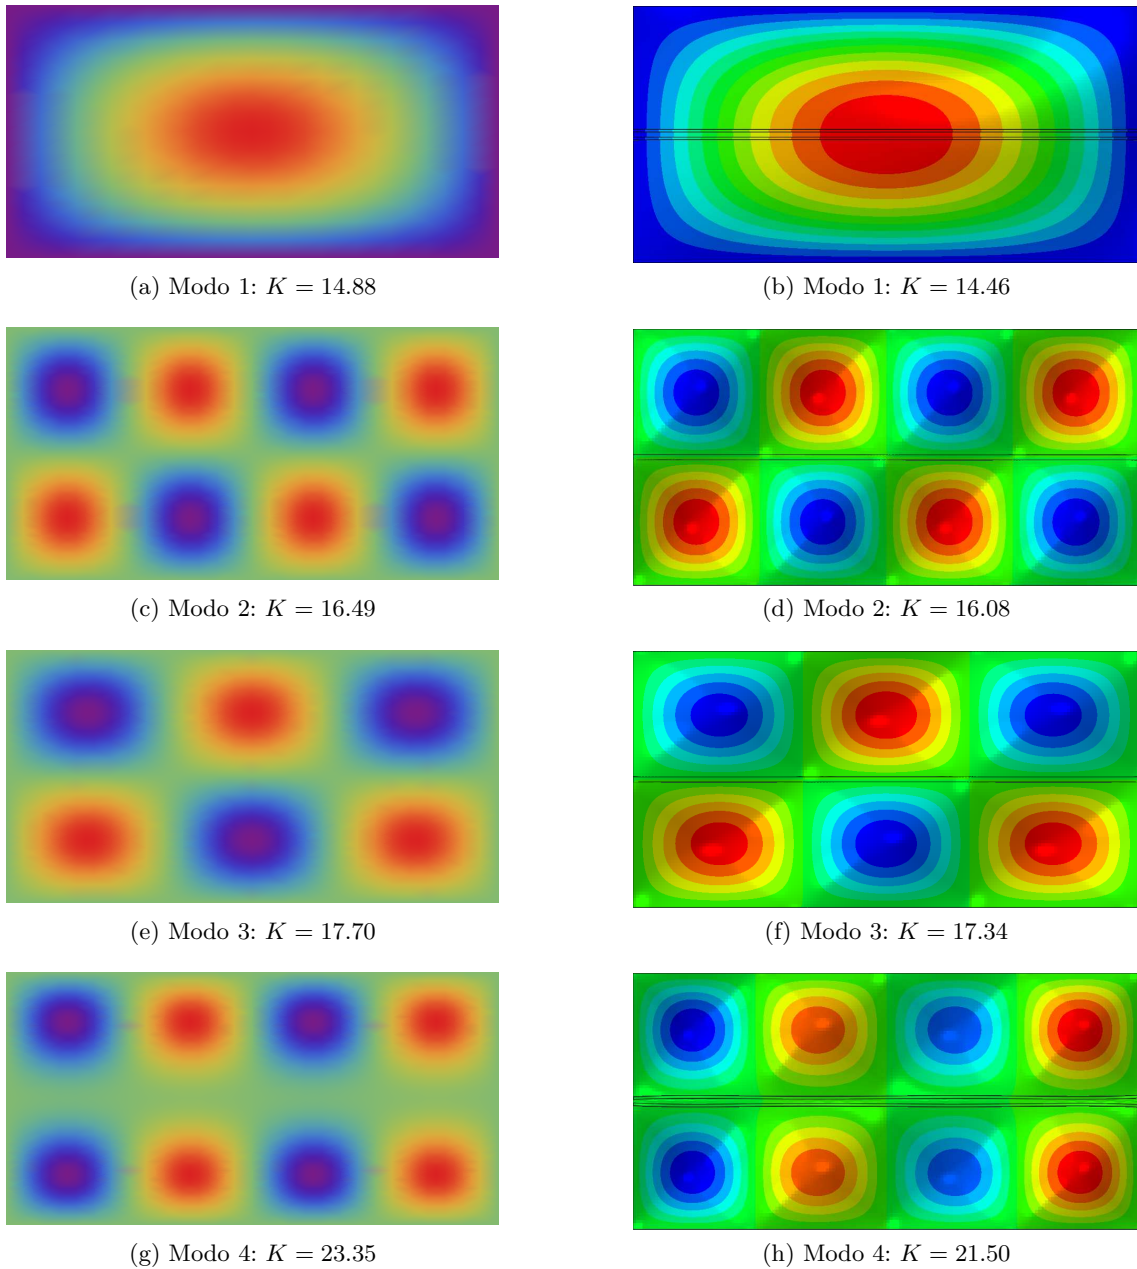 (a) Modo 1: K = 14.88
(b) Modo 1: K = 14.46
(c) Modo 2: K = 16.49
(d) Modo 2: K = 16.08
(e) Modo 3: K = 17.70
(f) Modo 3: K = 17.34
(g) Modo 4: K = 23.35
(h) Modo 4: K = 21.50